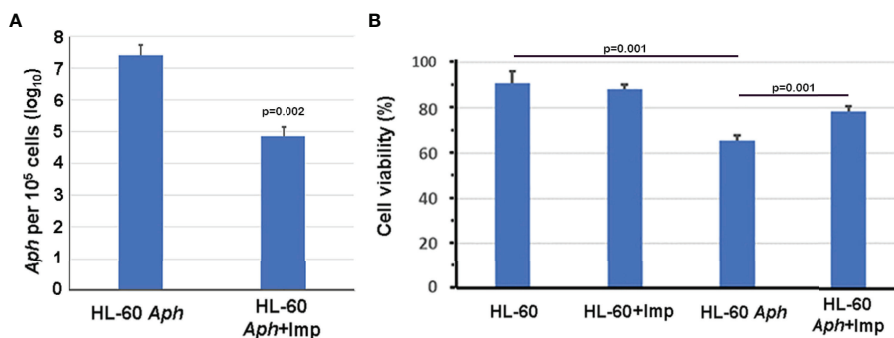 A
Aph per 10⁵ cells (log₁₀)
8
7
6
5
4
3
2
1
0
p=0.002
HL-60 Aph
HL-60
Aph+Imp
B
Cell viability (%)
100
80
60
40
20
0
p=0.001
p=0.001
HL-60
HL-60+Imp
HL-60 Aph
HL-60
Aph+Imp